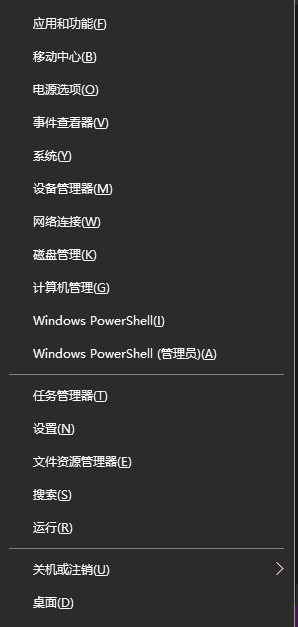 应用和功能(F)
移动中心(B)
电源选项(O)
事件查看器(V)
系统(Y)
设备管理器(M)
网络连接(W)
磁盘管理(K)
计算机管理(G)
Windows PowerShell(I)
Windows PowerShell (管理员)(A)
任务管理器(T)
设置(N)
文件资源管理器(E)
搜索(S)
运行(R)
关机或注销(U)
桌面(D)